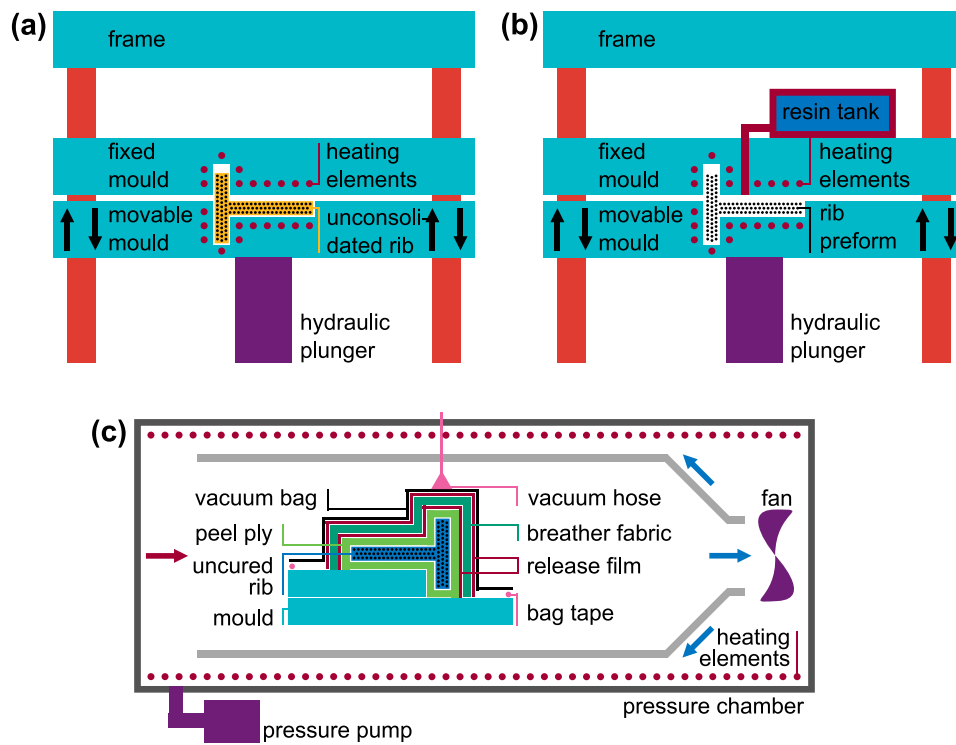 (a)
frame
fixed
mould
heating
elements
movable
mould
unconsoli-
dated rib
hydraulic
plunger
(b)
frame
resin tank
fixed
mould
heating
elements
movable
mould
rib
preform
hydraulic
plunger
(c)
vacuum bag
vacuum hose
fan
peel ply
breather fabric
uncured
rib
release film
mould
bag tape
heating
elements
pressure chamber
pressure pump